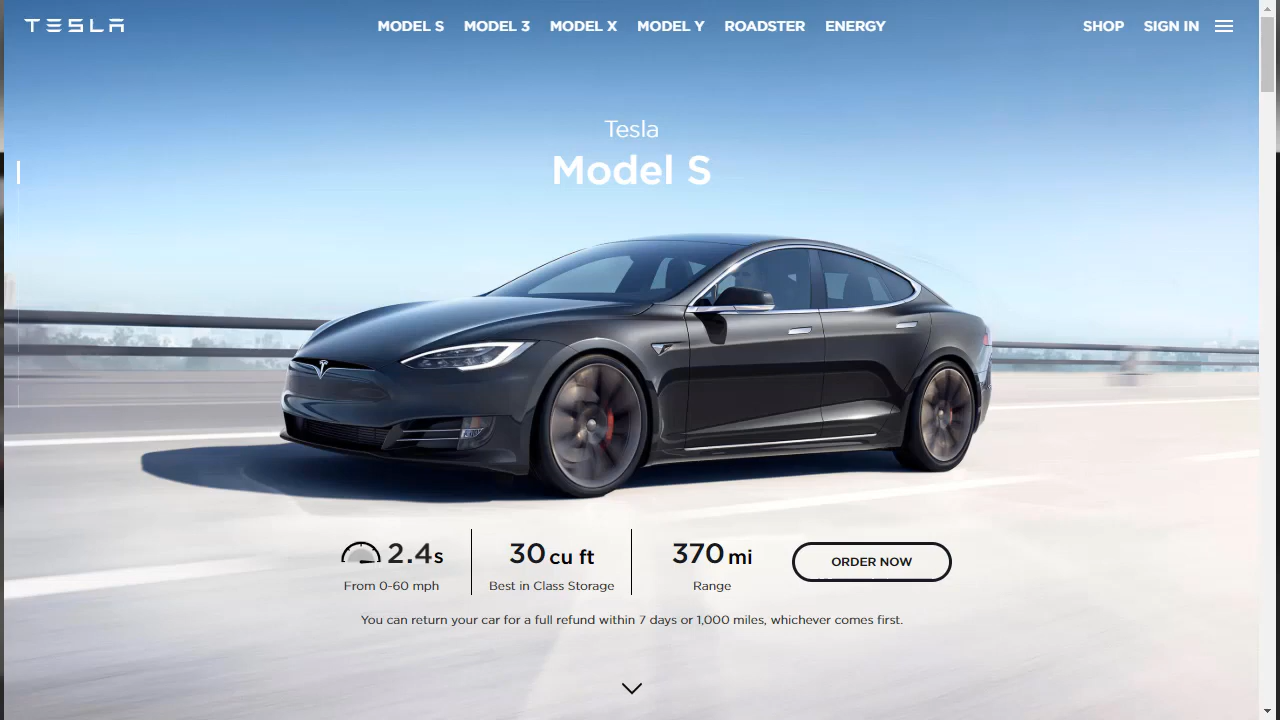 TESLA
MODEL S MODEL 3 MODEL X MODEL Y ROADSTER ENERGY
SHOP SIGN IN
Tesla
Model S
2.4s
From 0-60 mph
30 cu ft
Best in Class Storage
370 mi
Range
ORDER NOW
You can return your car for a full refund within 7 days or 1,000 miles, whichever comes first.